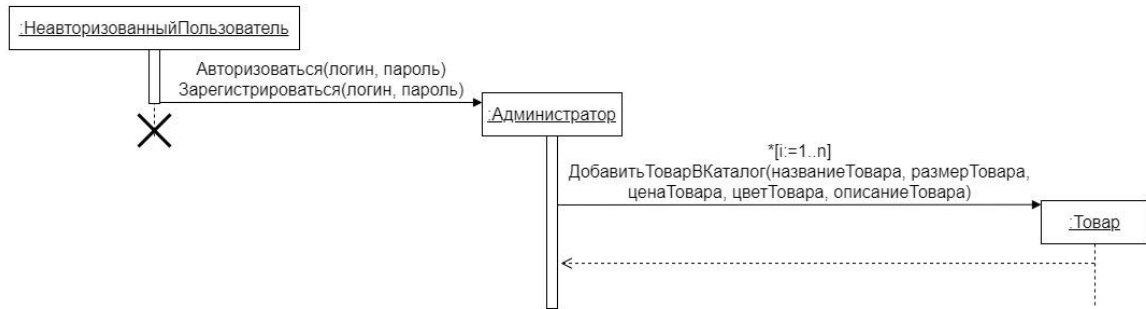 :НеавторизованныйПользователь
Авторизоваться(логин, пароль)
Зарегистрироваться(логин, пароль)
:Администратор
*[i:=1..n]
ДобавитьТоварВКаталог(названиеТовара, размерТовара,
ценаТовара, цветТовара, описаниеТовара)
:Товар